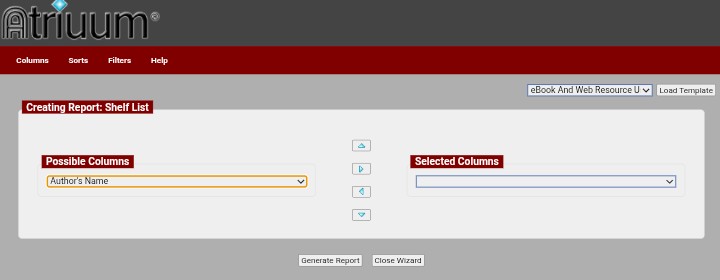 Atriuum®
Columns Sorts Filters Help
eBook And Web Resource U Load Template
Creating Report: Shelf List
Possible Columns
Author's Name
Selected Columns
Generate Report Close Wizard